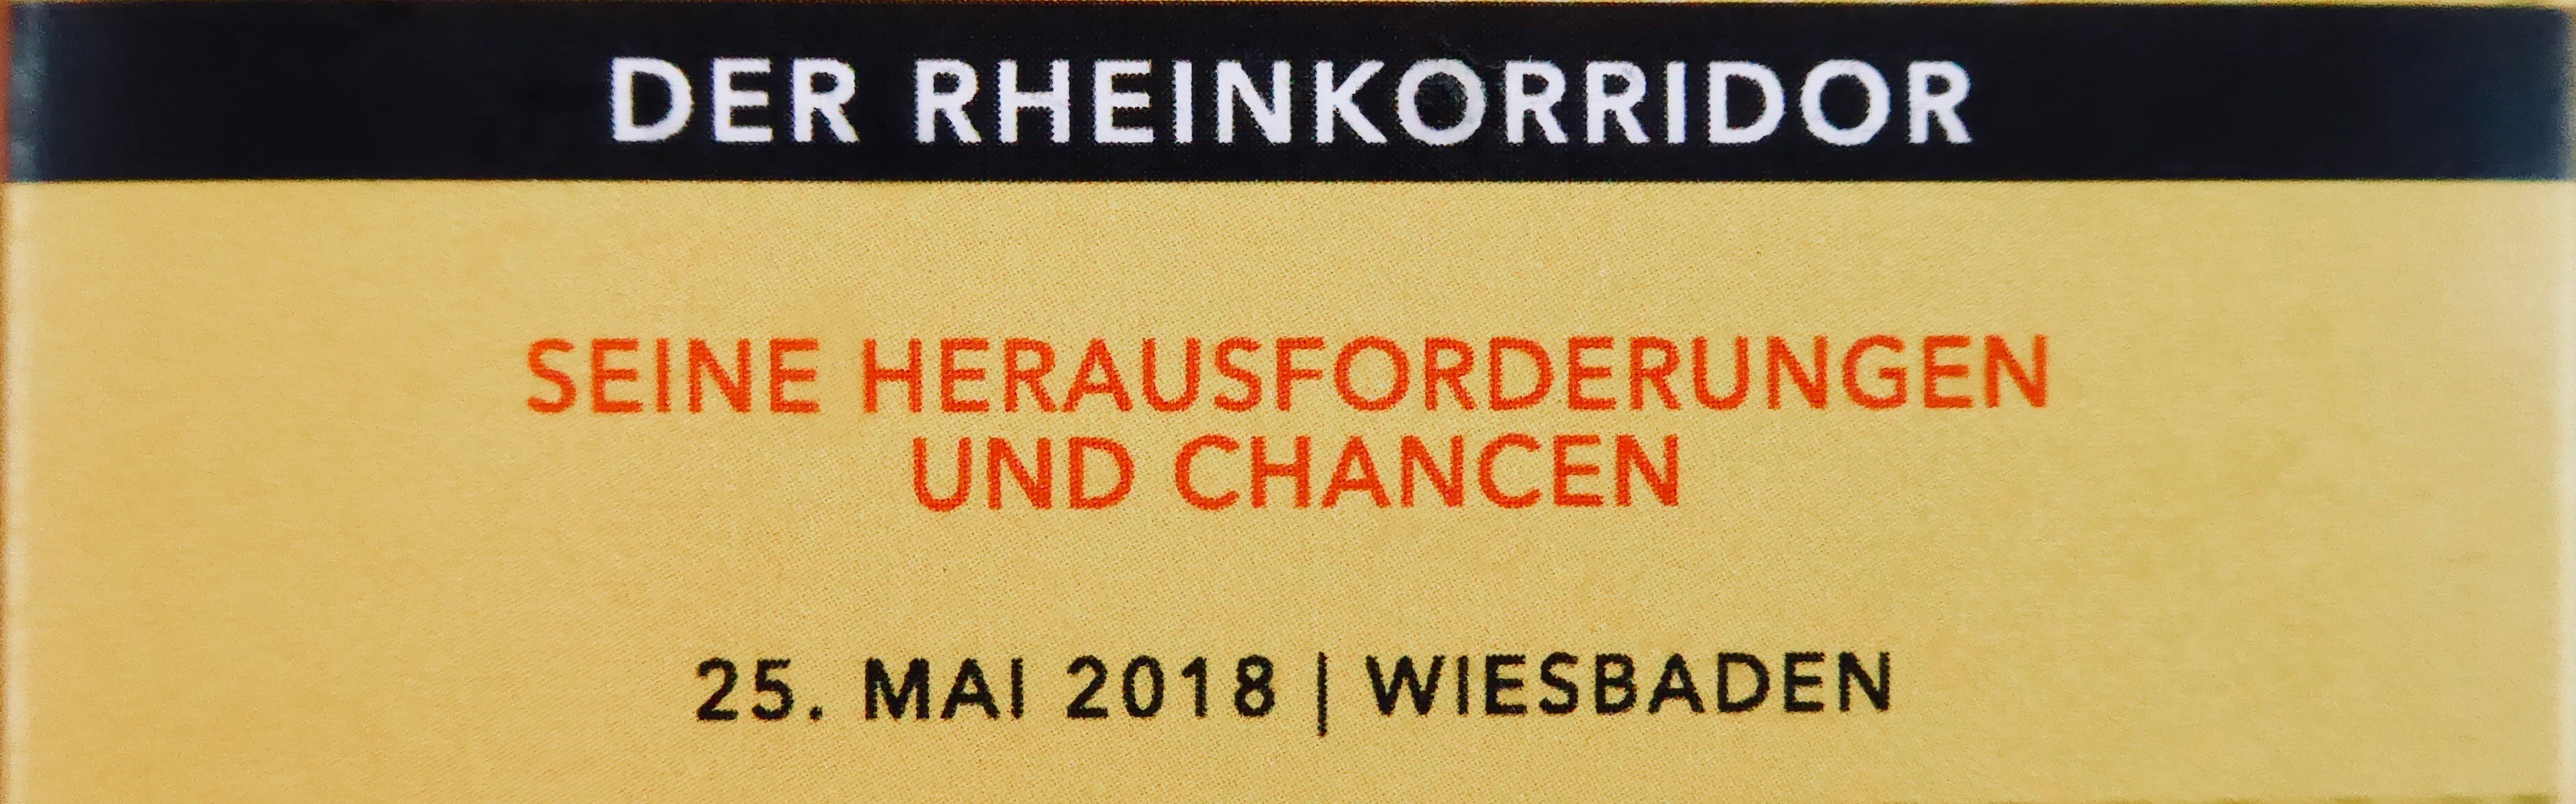 DER RHEINKORRIDOR
SEINE HERAUSFORDERUNGEN
UND CHANCEN
25. MAI 2018 | WIESBADEN